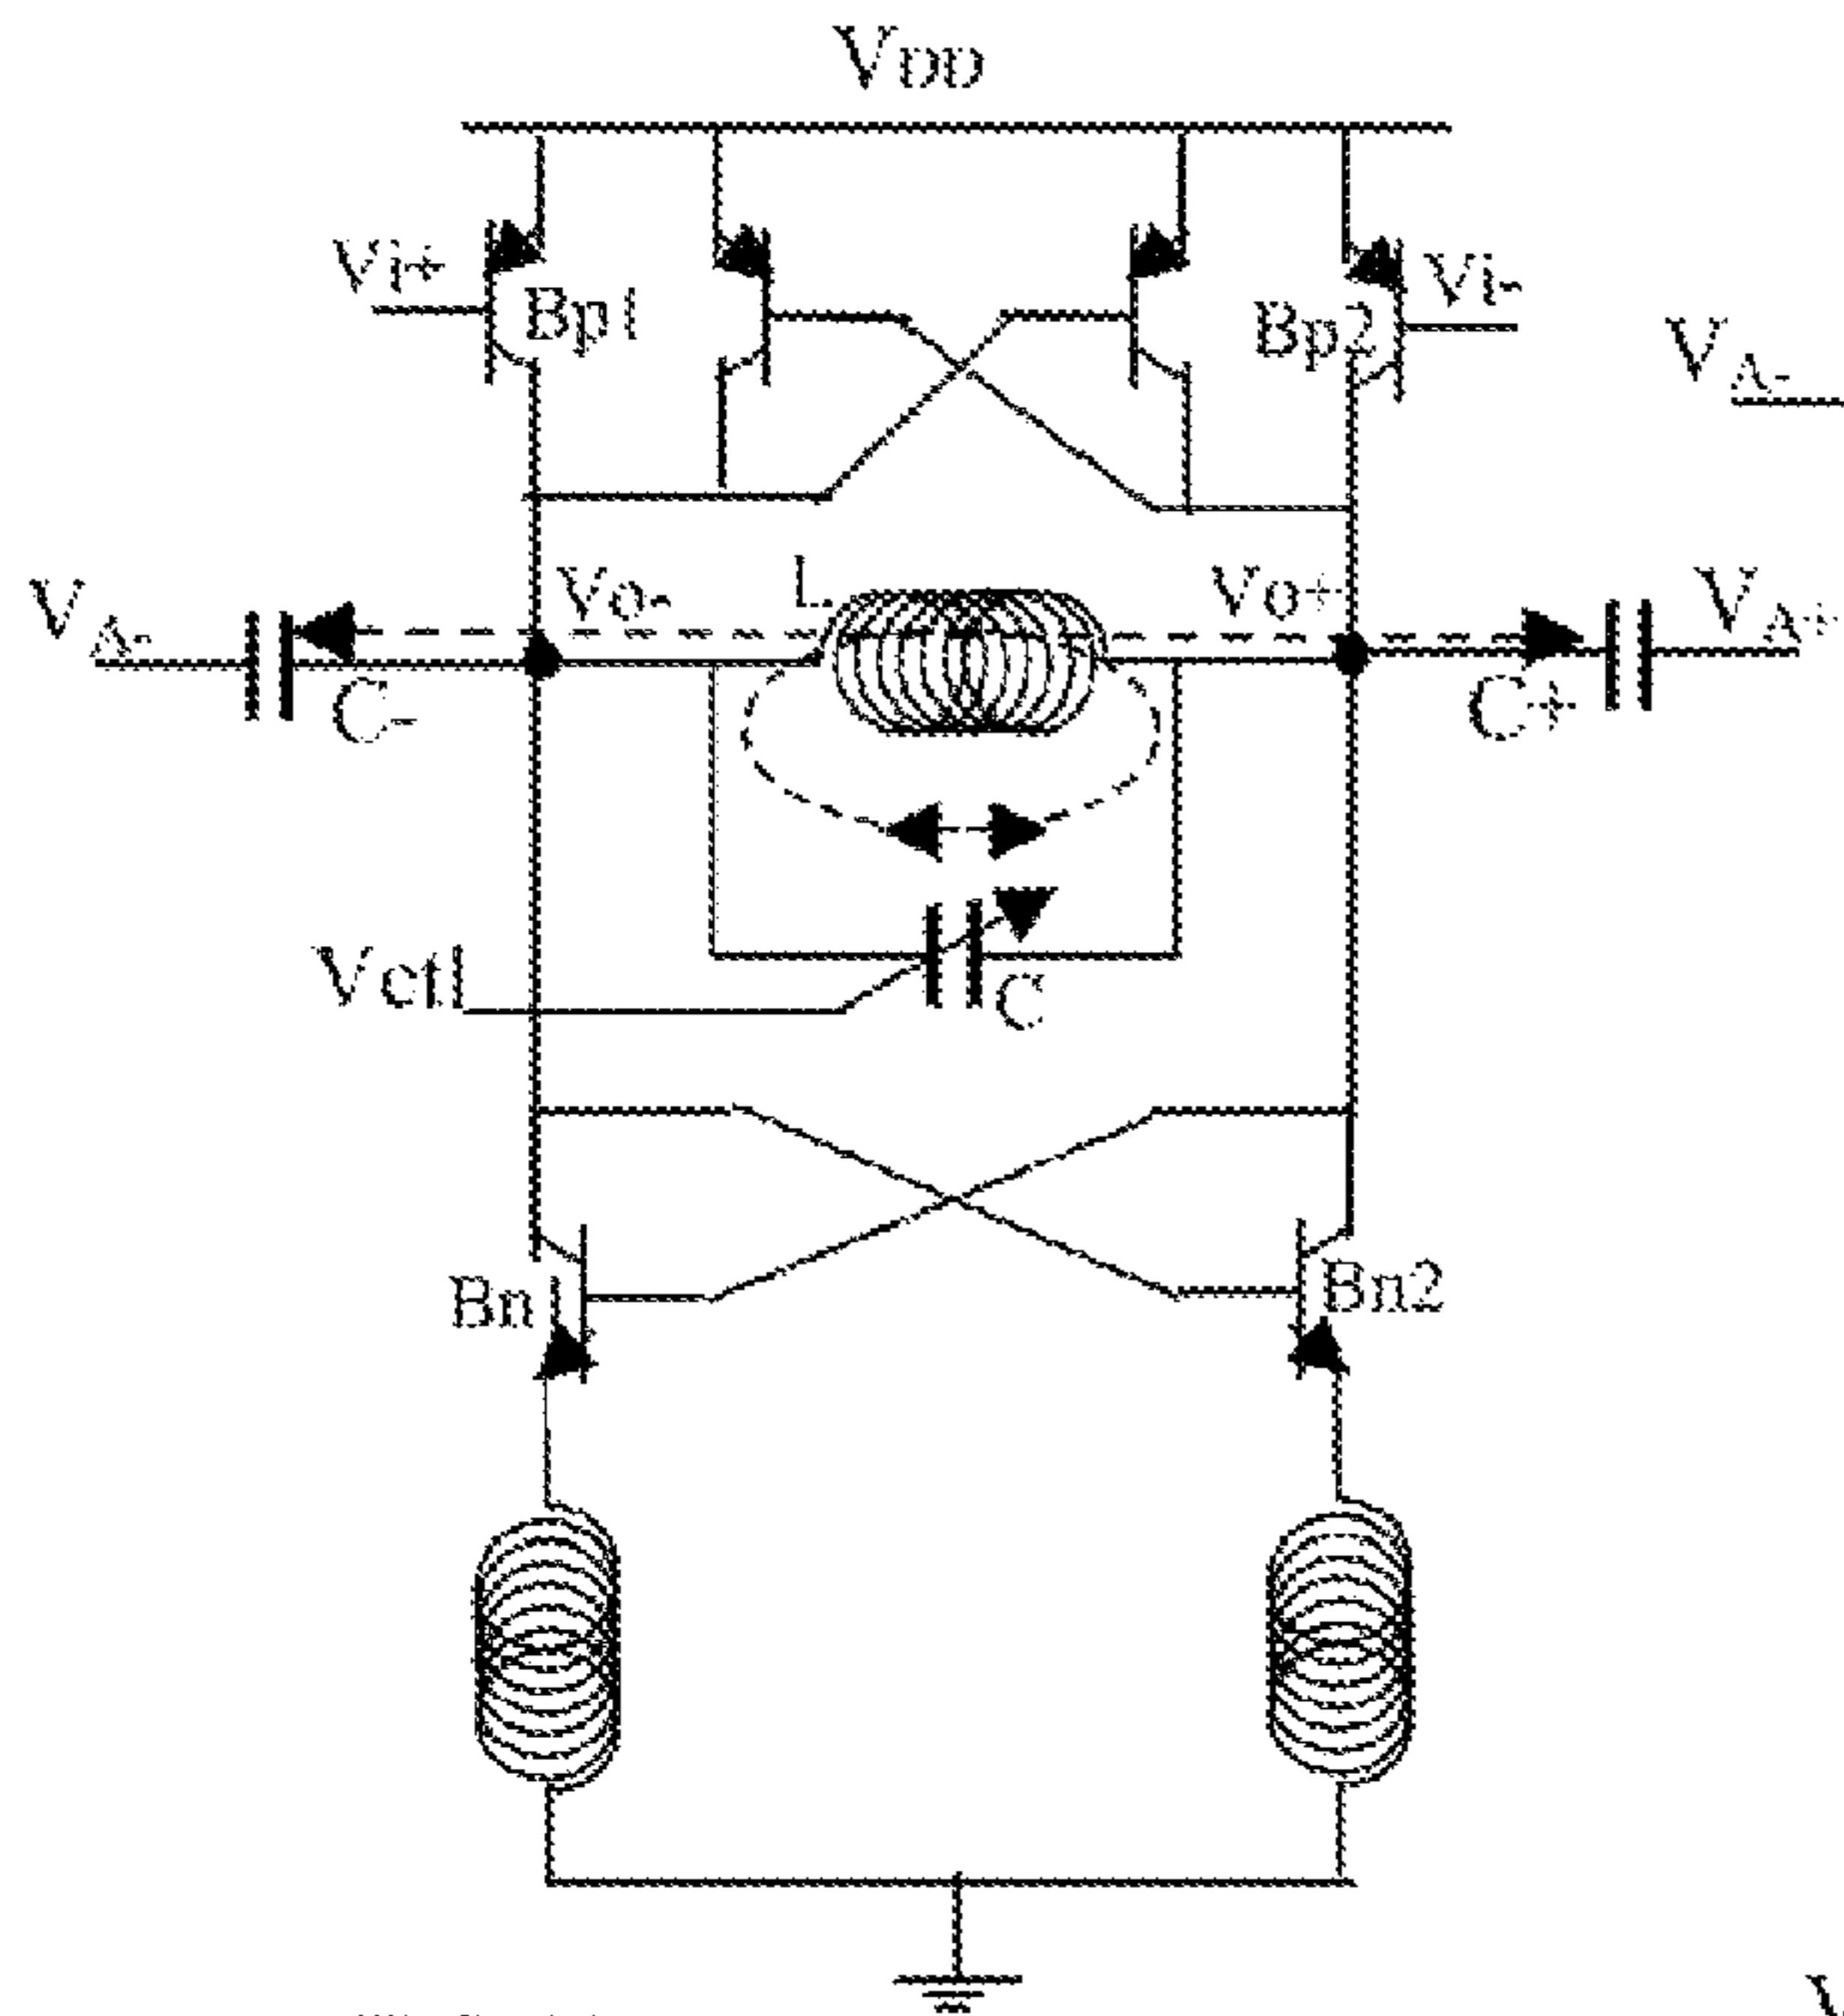 VDD
Vi+
Bp1
Bp2
Vi-
VA-
VA-
Vo-
L
Vo+
VA+
C-
C+
Vctl
C
Bn1
Bn2